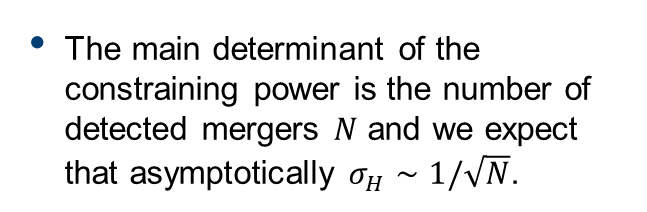 • The main determinant of the
constraining power is the number of
detected mergers N and we expect
that asymptotically σ_H ~ 1/√N.